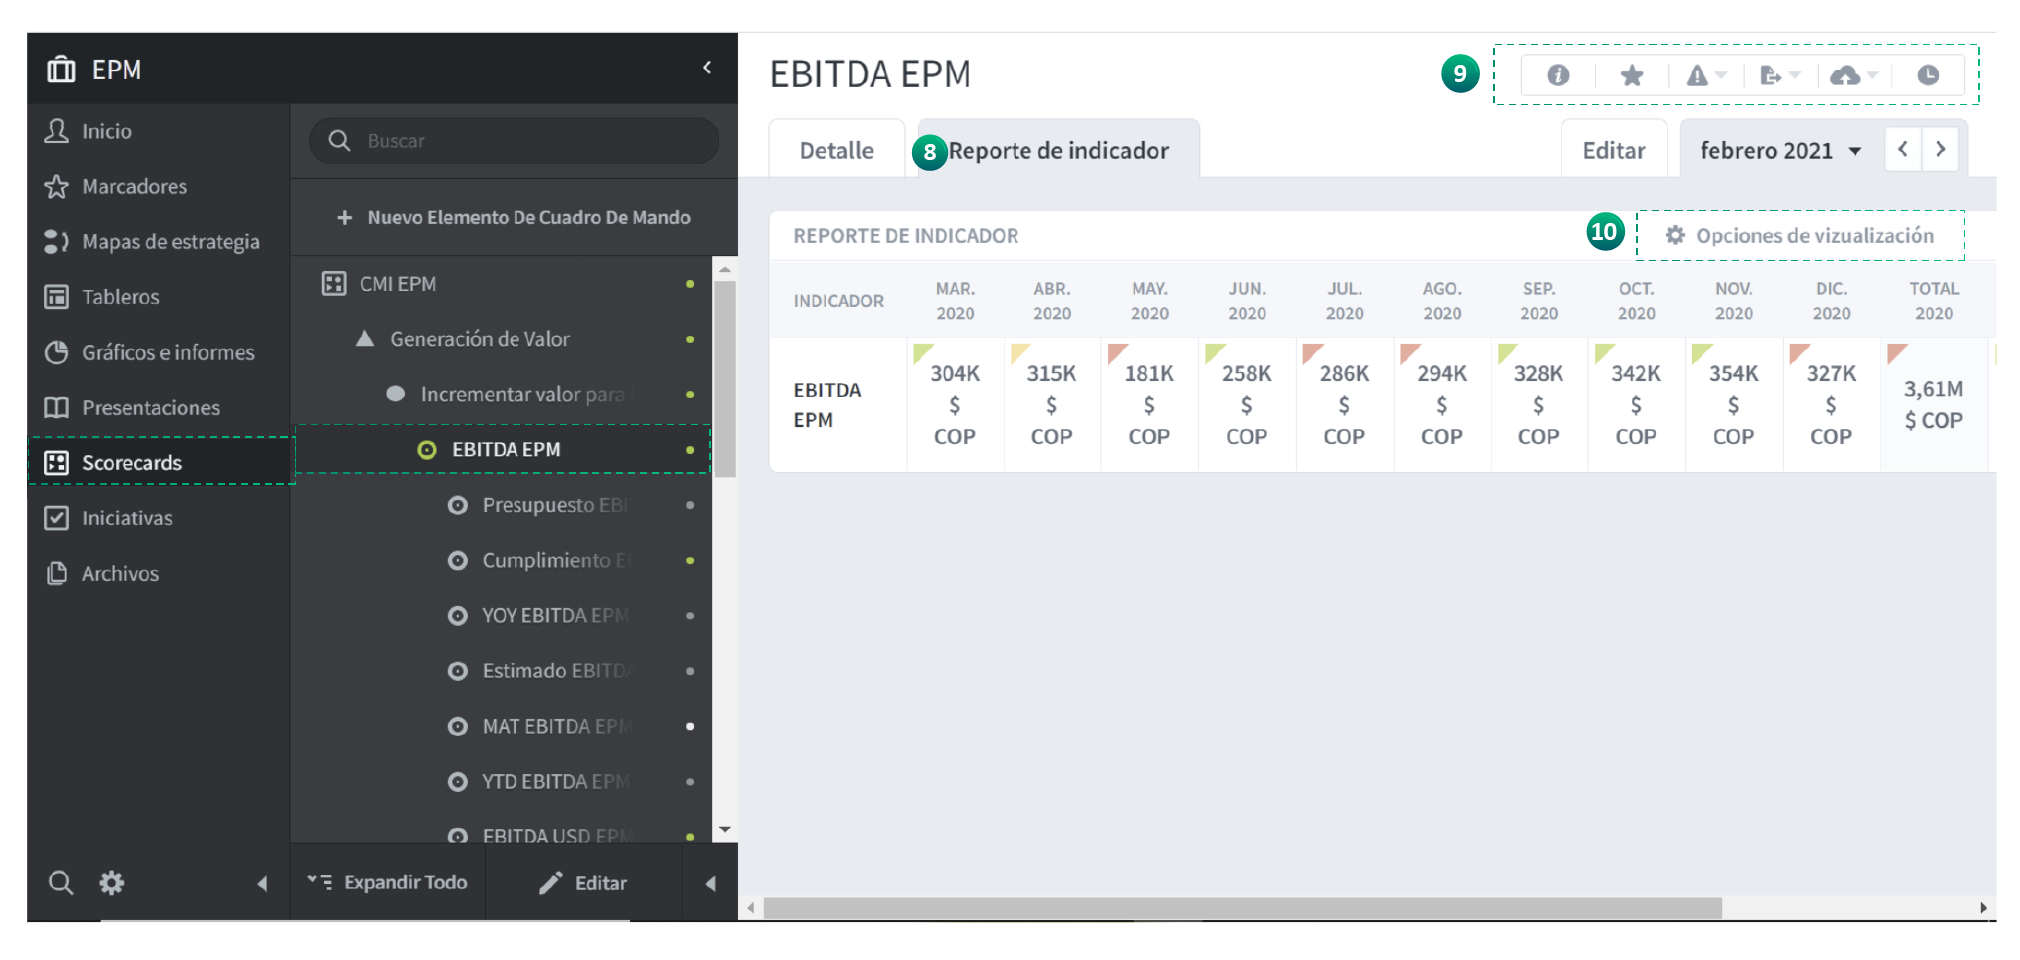 EPM
Inicio
Marcadores
Mapas de estrategia
Tableros
Gráficos e informes
Presentaciones
Scorecards
Iniciativas
Archivos
Buscar
+ Nuevo Elemento De Cuadro De Mando
CMI EPM
Generación de Valor
Incrementar valor para
EBITDA EPM
Presupuesto EBI
Cumplimiento E
YOY EBITDA EPM
Estimado EBITDA
MAT EBITDA EPM
YTD EBITDA EPM
EBITDA USD EPM
Expandir Todo
Editar
EBITDA EPM
9
Detalle
8 Reporte de indicador
Editar
febrero 2021
REPORTE DE INDICADOR
10 Opciones de vizualización
INDICADOR MAR. 2020 ABR. 2020 MAY. 2020 JUN. 2020 JUL. 2020 AGO. 2020 SEP. 2020 OCT. 2020 NOV. 2020 DIC. 2020 TOTAL 2020
EBITDA EPM 304K $ COP 315K $ COP 181K $ COP 258K $ COP 286K $ COP 294K $ COP 328K $ COP 342K $ COP 354K $ COP 327K $ COP 3,61M $ COP